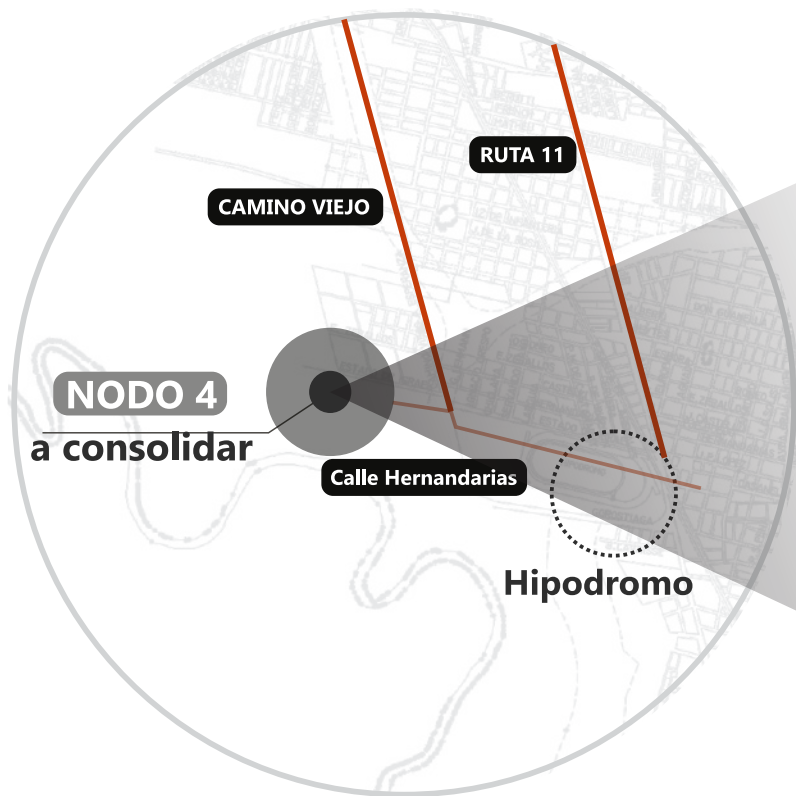 RUTA 11
CAMINO VIEJO
NODO 4
a consolidar
Calle Hernandarias
Hipodromo